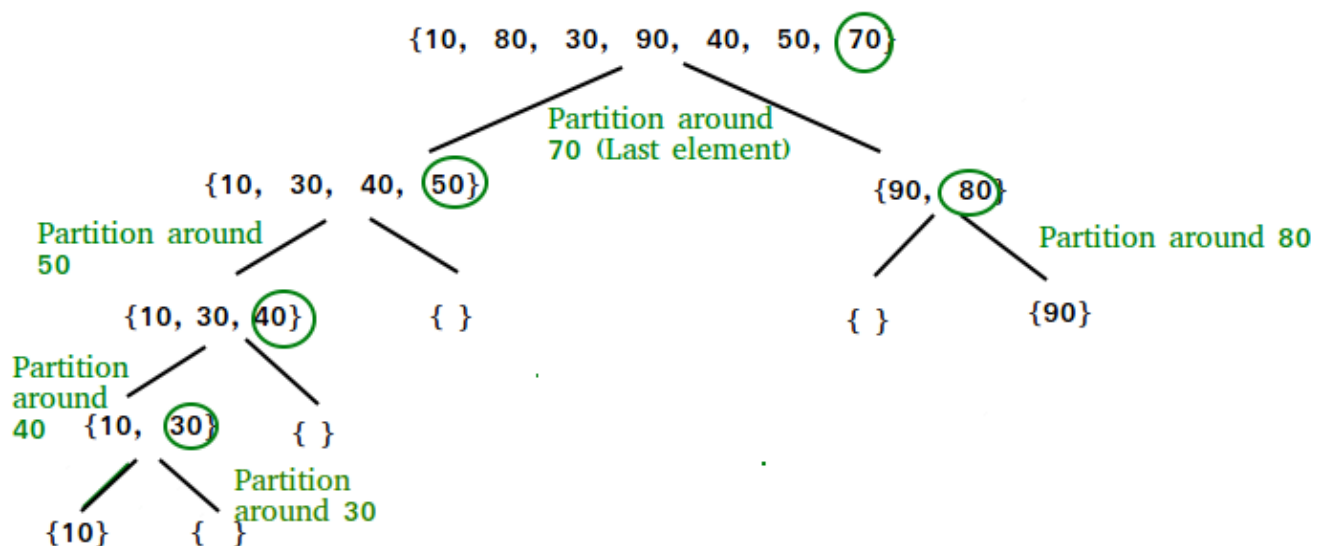 {10, 80, 30, 90, 40, 50, 70}
Partition around
70 (Last element)
{10, 30, 40, 50}
{90, 80}
Partition around
50
Partition around 80
{10, 30, 40}
{ }
{ }
{90}
Partition
around
40
{10, 30}
{ }
Partition
around 30
{10}
{ }